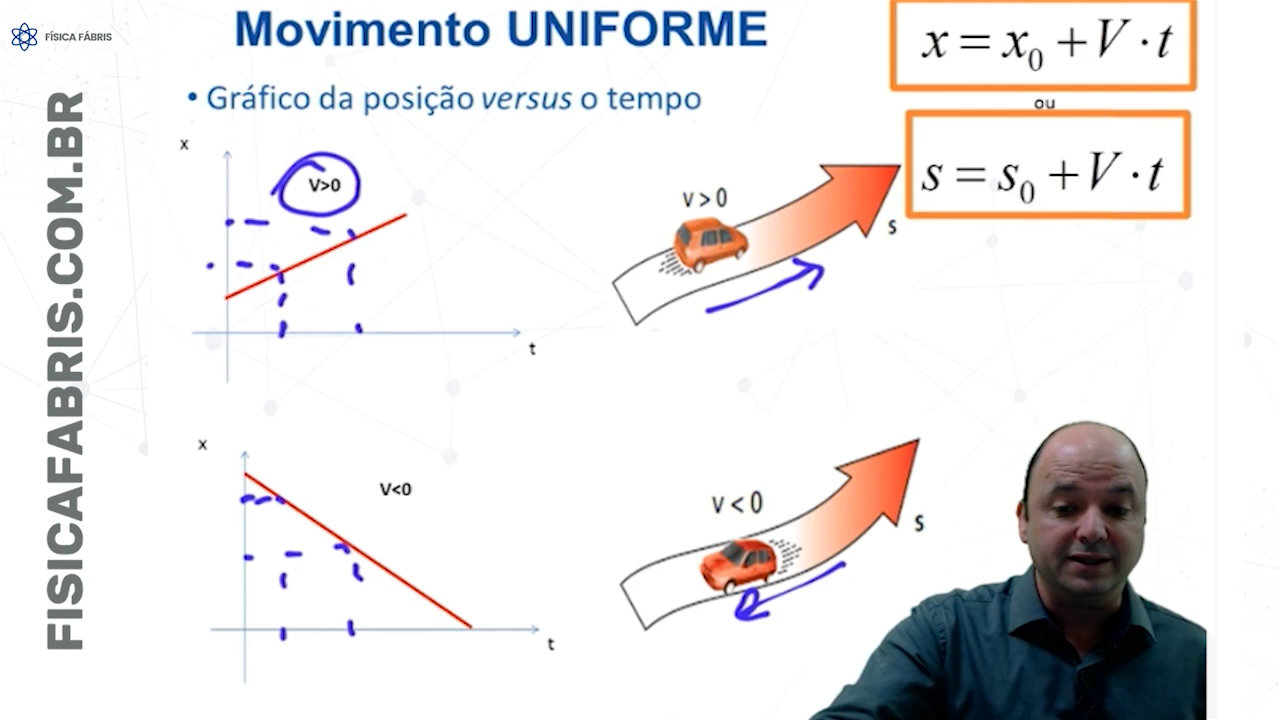 FÍSICA FÁBRIS
FISICAFABRIS.COM.BR
Movimento UNIFORME
• Gráfico da posição versus o tempo
x = x₀ + V · t
ou
s = s₀ + V · t
x
V>0
t
v > 0
s
x
V<0
t
v < 0
s